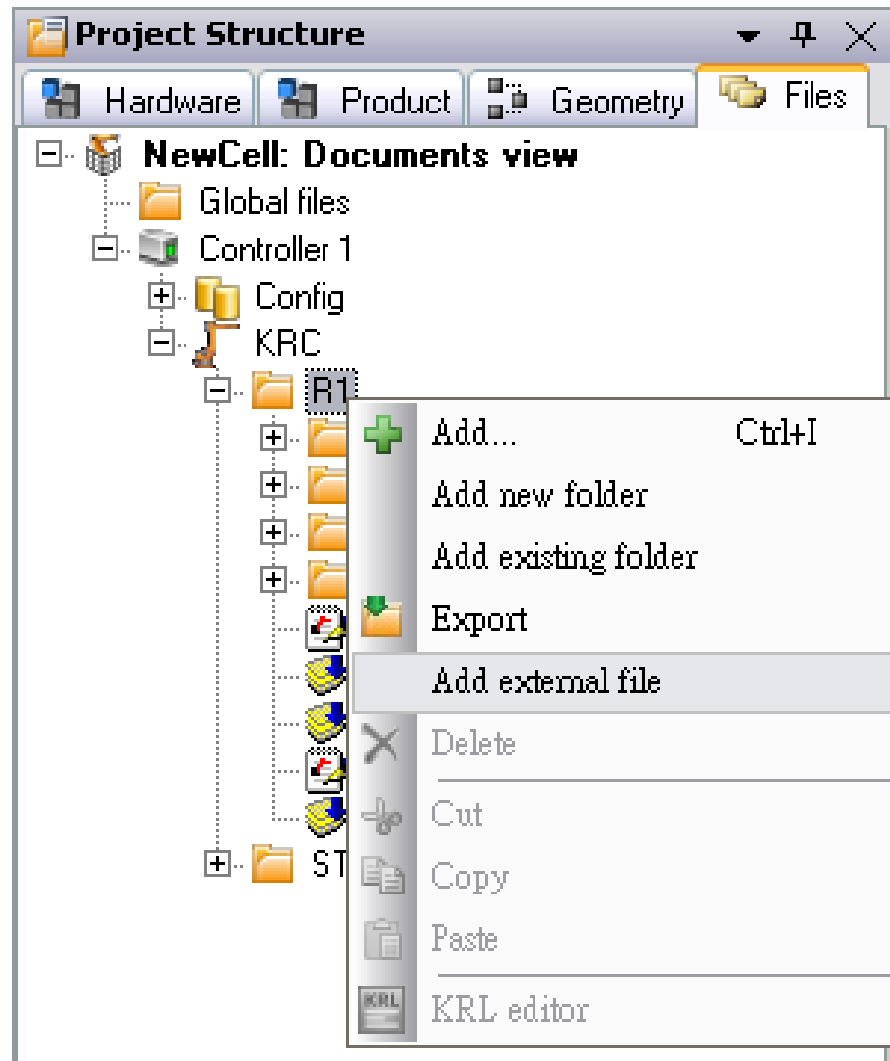 Project Structure
Hardware Product Geometry Files
NewCell: Documents view
Global files
Controller 1
Config
KRC
R1
Add... Ctrl+I
Add new folder
Add existing folder
Export
Add external file
Delete
Cut
ST
Copy
Paste
KRL KRL editor